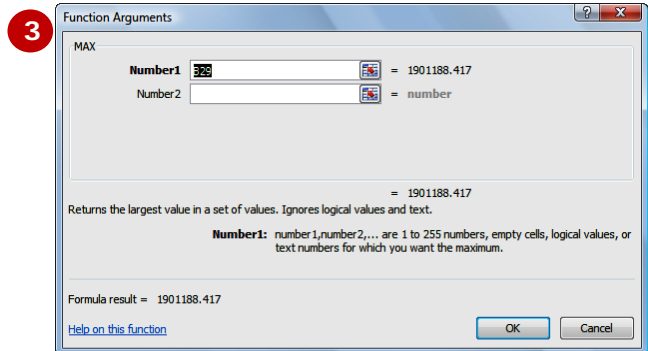 3
Function Arguments
MAX
Number1 B29 = 1901188.417
Number2 = number
= 1901188.417
Returns the largest value in a set of values. Ignores logical values and text.
Number1: number1,number2,... are 1 to 255 numbers, empty cells, logical values, or
text numbers for which you want the maximum.
Formula result = 1901188.417
Help on this function
OK Cancel